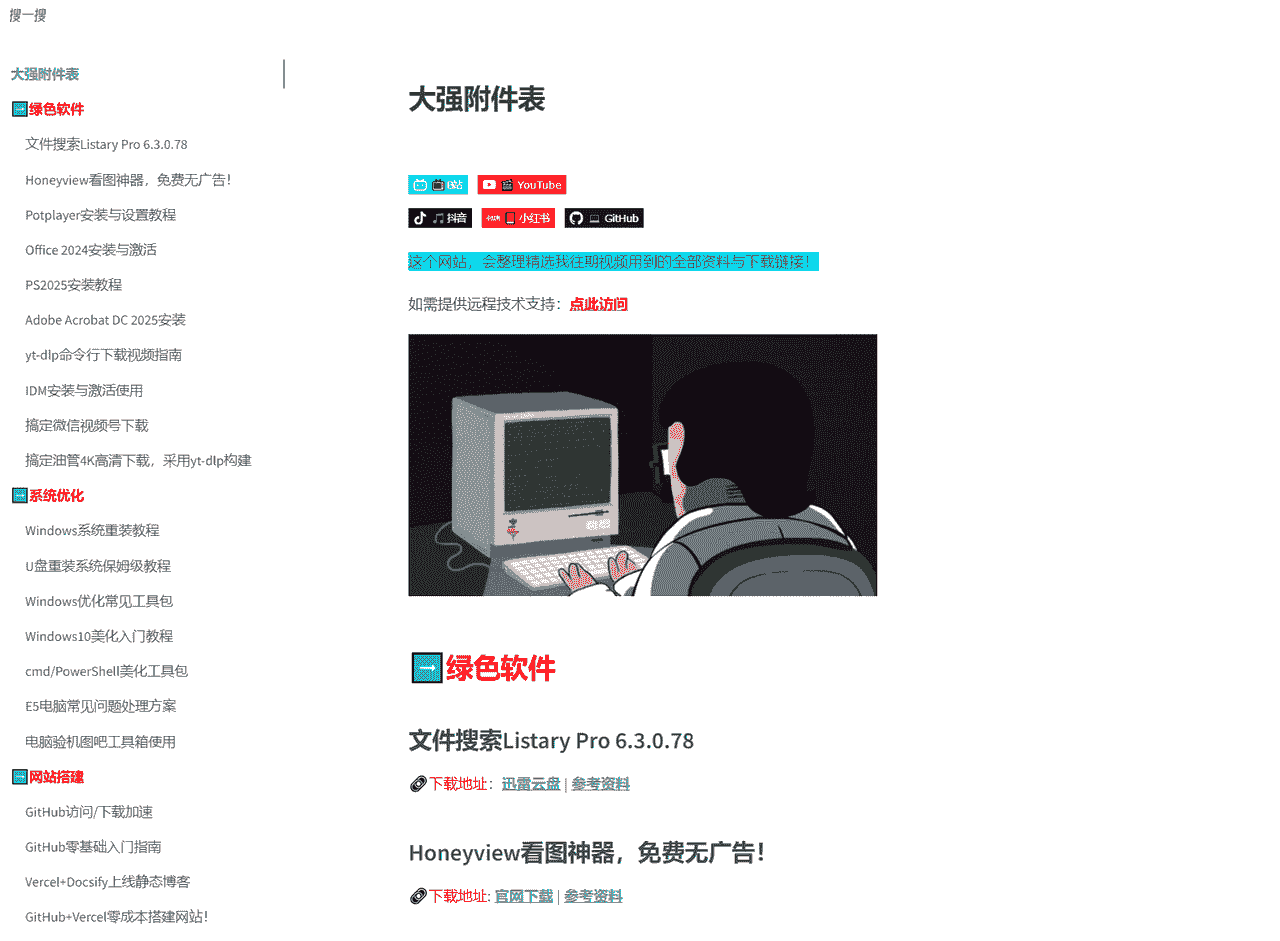 搜一搜
大强附件表
绿色软件
文件搜索Listary Pro 6.3.0.78
Honeyview看图神器，免费无广告！
Potplayer安装与设置教程
Office 2024安装与激活
PS2025安装教程
Adobe Acrobat DC 2025安装
yt-dlp命令行下载视频指南
IDM安装与激活使用
搞定微信视频号下载
搞定油管4K高清下载，采用yt-dlp构建
系统优化
Windows系统重装教程
U盘重装系统保姆级教程
Windows优化常见工具包
Windows10美化入门教程
cmd/PowerShell美化工具包
E5电脑常见问题处理方案
电脑验机图吧工具箱使用
网站搭建
GitHub访问/下载加速
GitHub零基础入门指南
Vercel+Docsify上线静态博客
GitHub+Vercel零成本搭建网站！
大强附件表
B站 YouTube
抖音 小红书 GitHub
这个网站，会整理精选我往期视频用到的全部资料与下载链接！
如需提供远程技术支持：点此访问
绿色软件
文件搜索Listary Pro 6.3.0.78
下载地址：迅雷云盘 | 参考资料
Honeyview看图神器，免费无广告！
下载地址: 官网下载 | 参考资料